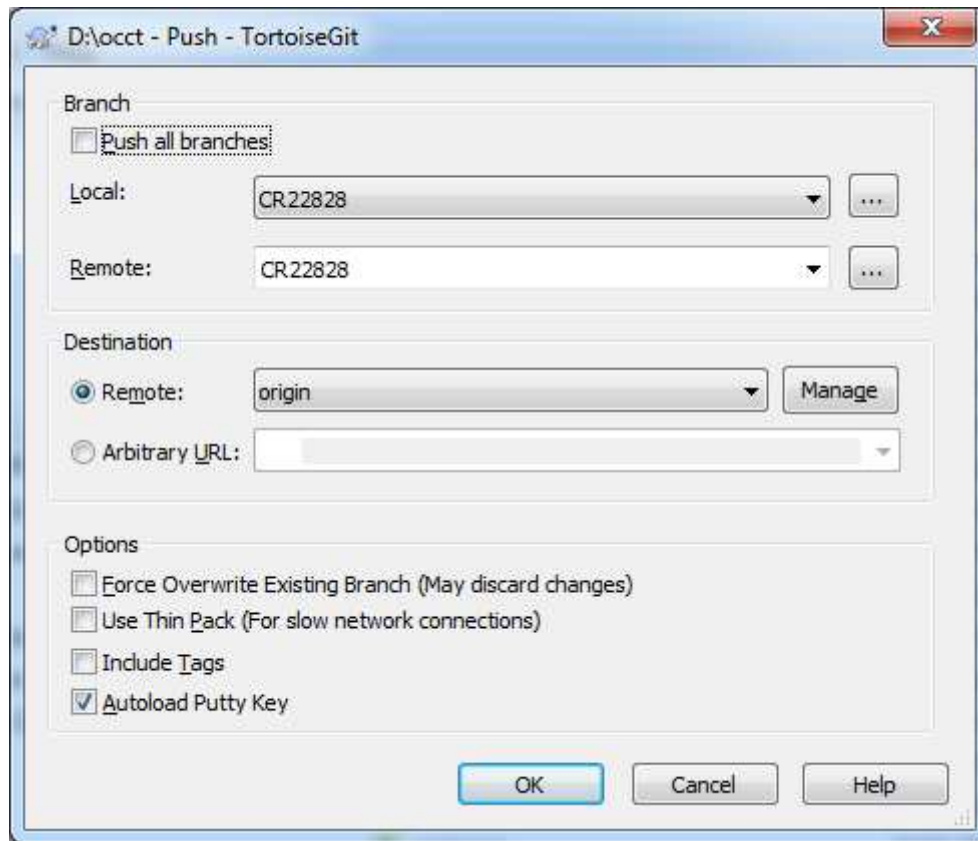 D:\occt - Push - TortoiseGit
Branch
Push all branches
Local: CR22828 ...
Remote: CR22828 ...
Destination
Remote: origin Manage
Arbitrary URL:
Options
Force Overwrite Existing Branch (May discard changes)
Use Thin Pack (For slow network connections)
Include Tags
Autoload Putty Key
OK Cancel Help